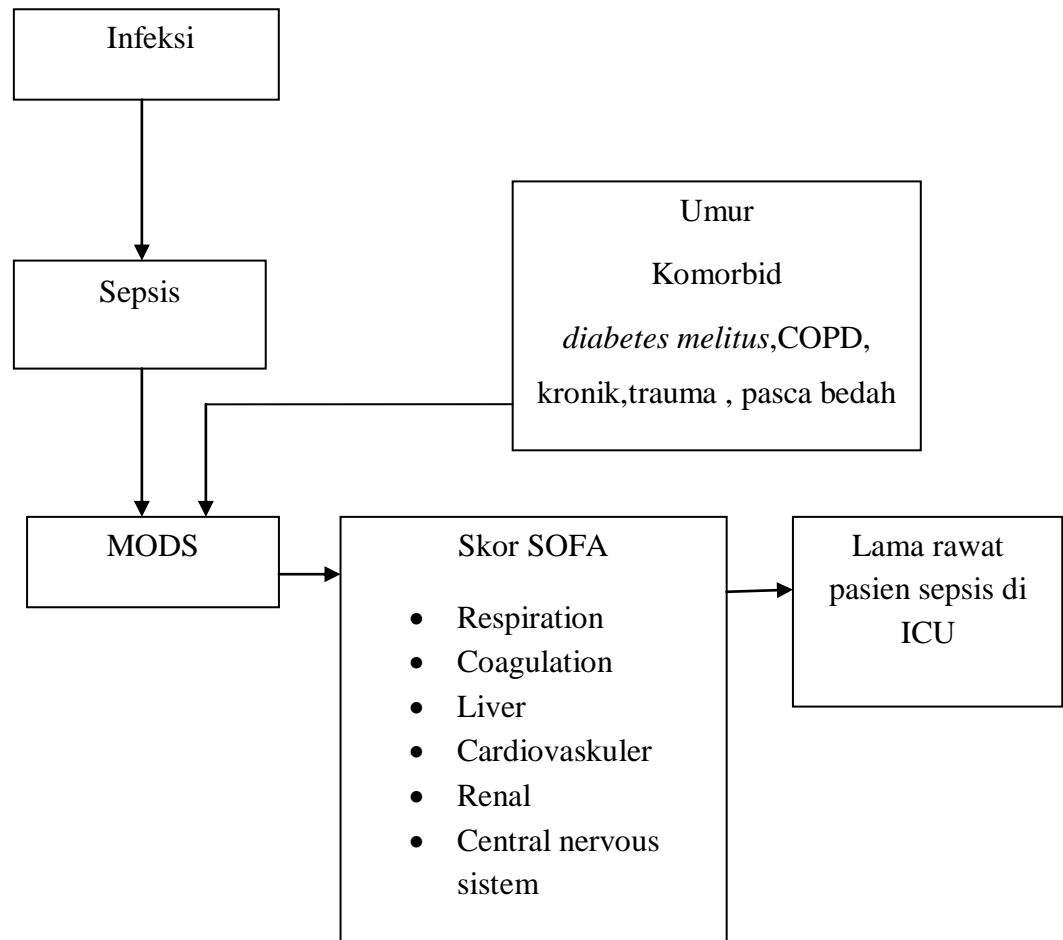 Infeksi
Sepsis
Umur
Komorbid
diabetes melitus,COPD,
kronik,trauma , pasca bedah
MODS
Skor SOFA
• Respiration
• Coagulation
• Liver
• Cardiovaskuler
• Renal
• Central nervous
sistem
Lama rawat
pasien sepsis di
ICU